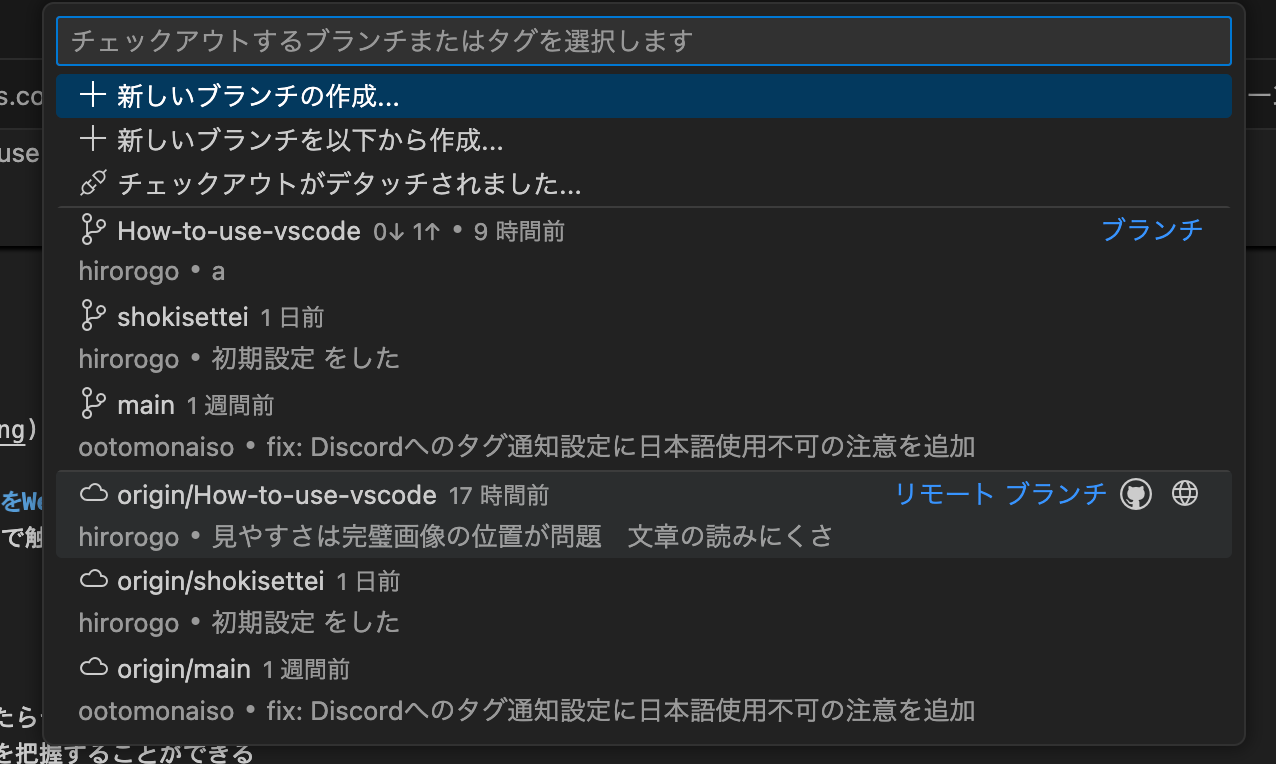 チェックアウトするブランチまたはタグを選択します
新しいブランチの作成...
新しいブランチを以下から作成...
チェックアウトがデタッチされました...
How-to-use-vscode 0↓ 1↑ • 9 時間前 ブランチ
hirorogo • a
shokisettei 1 日前
hirorogo • 初期設定 をした
main 1 週間前
ootomonaiso • fix: Discordへのタグ通知設定に日本語使用不可の注意を追加
origin/How-to-use-vscode 17 時間前 リモート ブランチ
hirorogo • 見やすさは完璧画像の位置が問題　文章の読みにくさ
origin/shokisettei 1 日前
hirorogo • 初期設定 をした
origin/main 1 週間前
ootomonaiso • fix: Discordへのタグ通知設定に日本語使用不可の注意を追加
s.co
use
ng)
をWe
で触
たら
を把握することができる